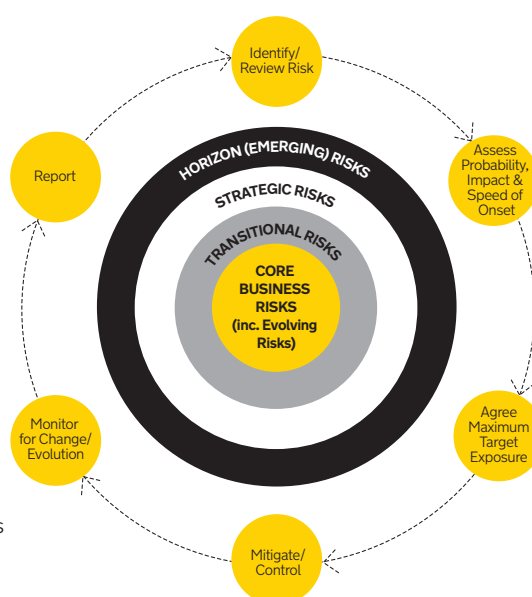 Identify/
Review Risk
Assess
Probability,
Impact &
Speed of
Onset
Agree
Maximum
Target
Exposure
Mitigate/
Control
Monitor
for Change/
Evolution
Report
HORIZON (EMERGING) RISKS
STRATEGIC RISKS
TRANSITIONAL RISKS
CORE
BUSINESS
RISKS
(inc. Evolving
Risks)
s